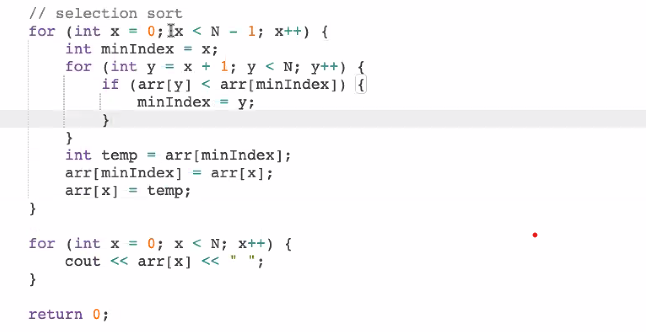 // selection sort
for (int x = 0; x < N - 1; x++) {
    int minIndex = x;
    for (int y = x + 1; y < N; y++) {
        if (arr[y] < arr[minIndex]) {
            minIndex = y;
        }
    }
    int temp = arr[minIndex];
    arr[minIndex] = arr[x];
    arr[x] = temp;
}

for (int x = 0; x < N; x++) {
    cout << arr[x] << " ";
}

return 0;